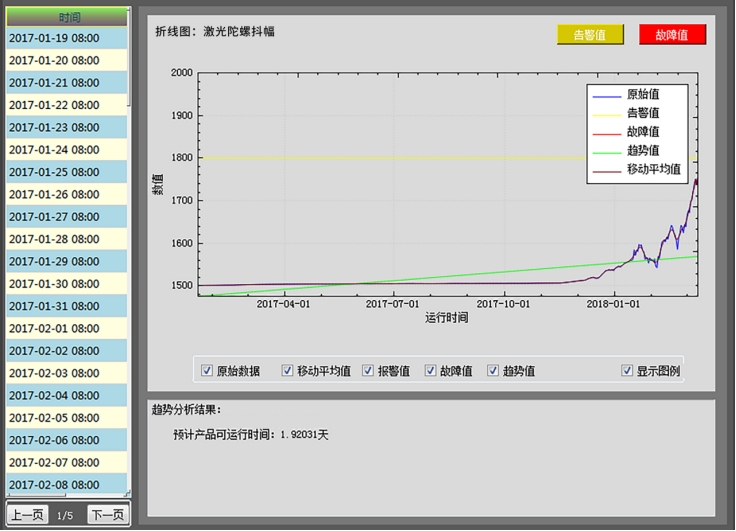 时间
2017-01-19 08:00
2017-01-20 08:00
2017-01-21 08:00
2017-01-22 08:00
2017-01-23 08:00
2017-01-24 08:00
2017-01-25 08:00
2017-01-26 08:00
2017-01-27 08:00
2017-01-28 08:00
2017-01-29 08:00
2017-01-30 08:00
2017-01-31 08:00
2017-02-01 08:00
2017-02-02 08:00
2017-02-03 08:00
2017-02-04 08:00
2017-02-05 08:00
2017-02-06 08:00
2017-02-07 08:00
2017-02-08 08:00
上一页 1/5 下一页
折线图：激光陀螺抖幅
告警值 故障值
2000
1900
1800
1700
1600
1500
数值
原始值
告警值
故障值
趋势值
移动平均值
2017-04-01 2017-07-01 2017-10-01 2018-01-01
运行时间
原始数据 移动平均值 报警值 故障值 趋势值 显示图例
趋势分析结果：
预计产品可运行时间：1.92031天